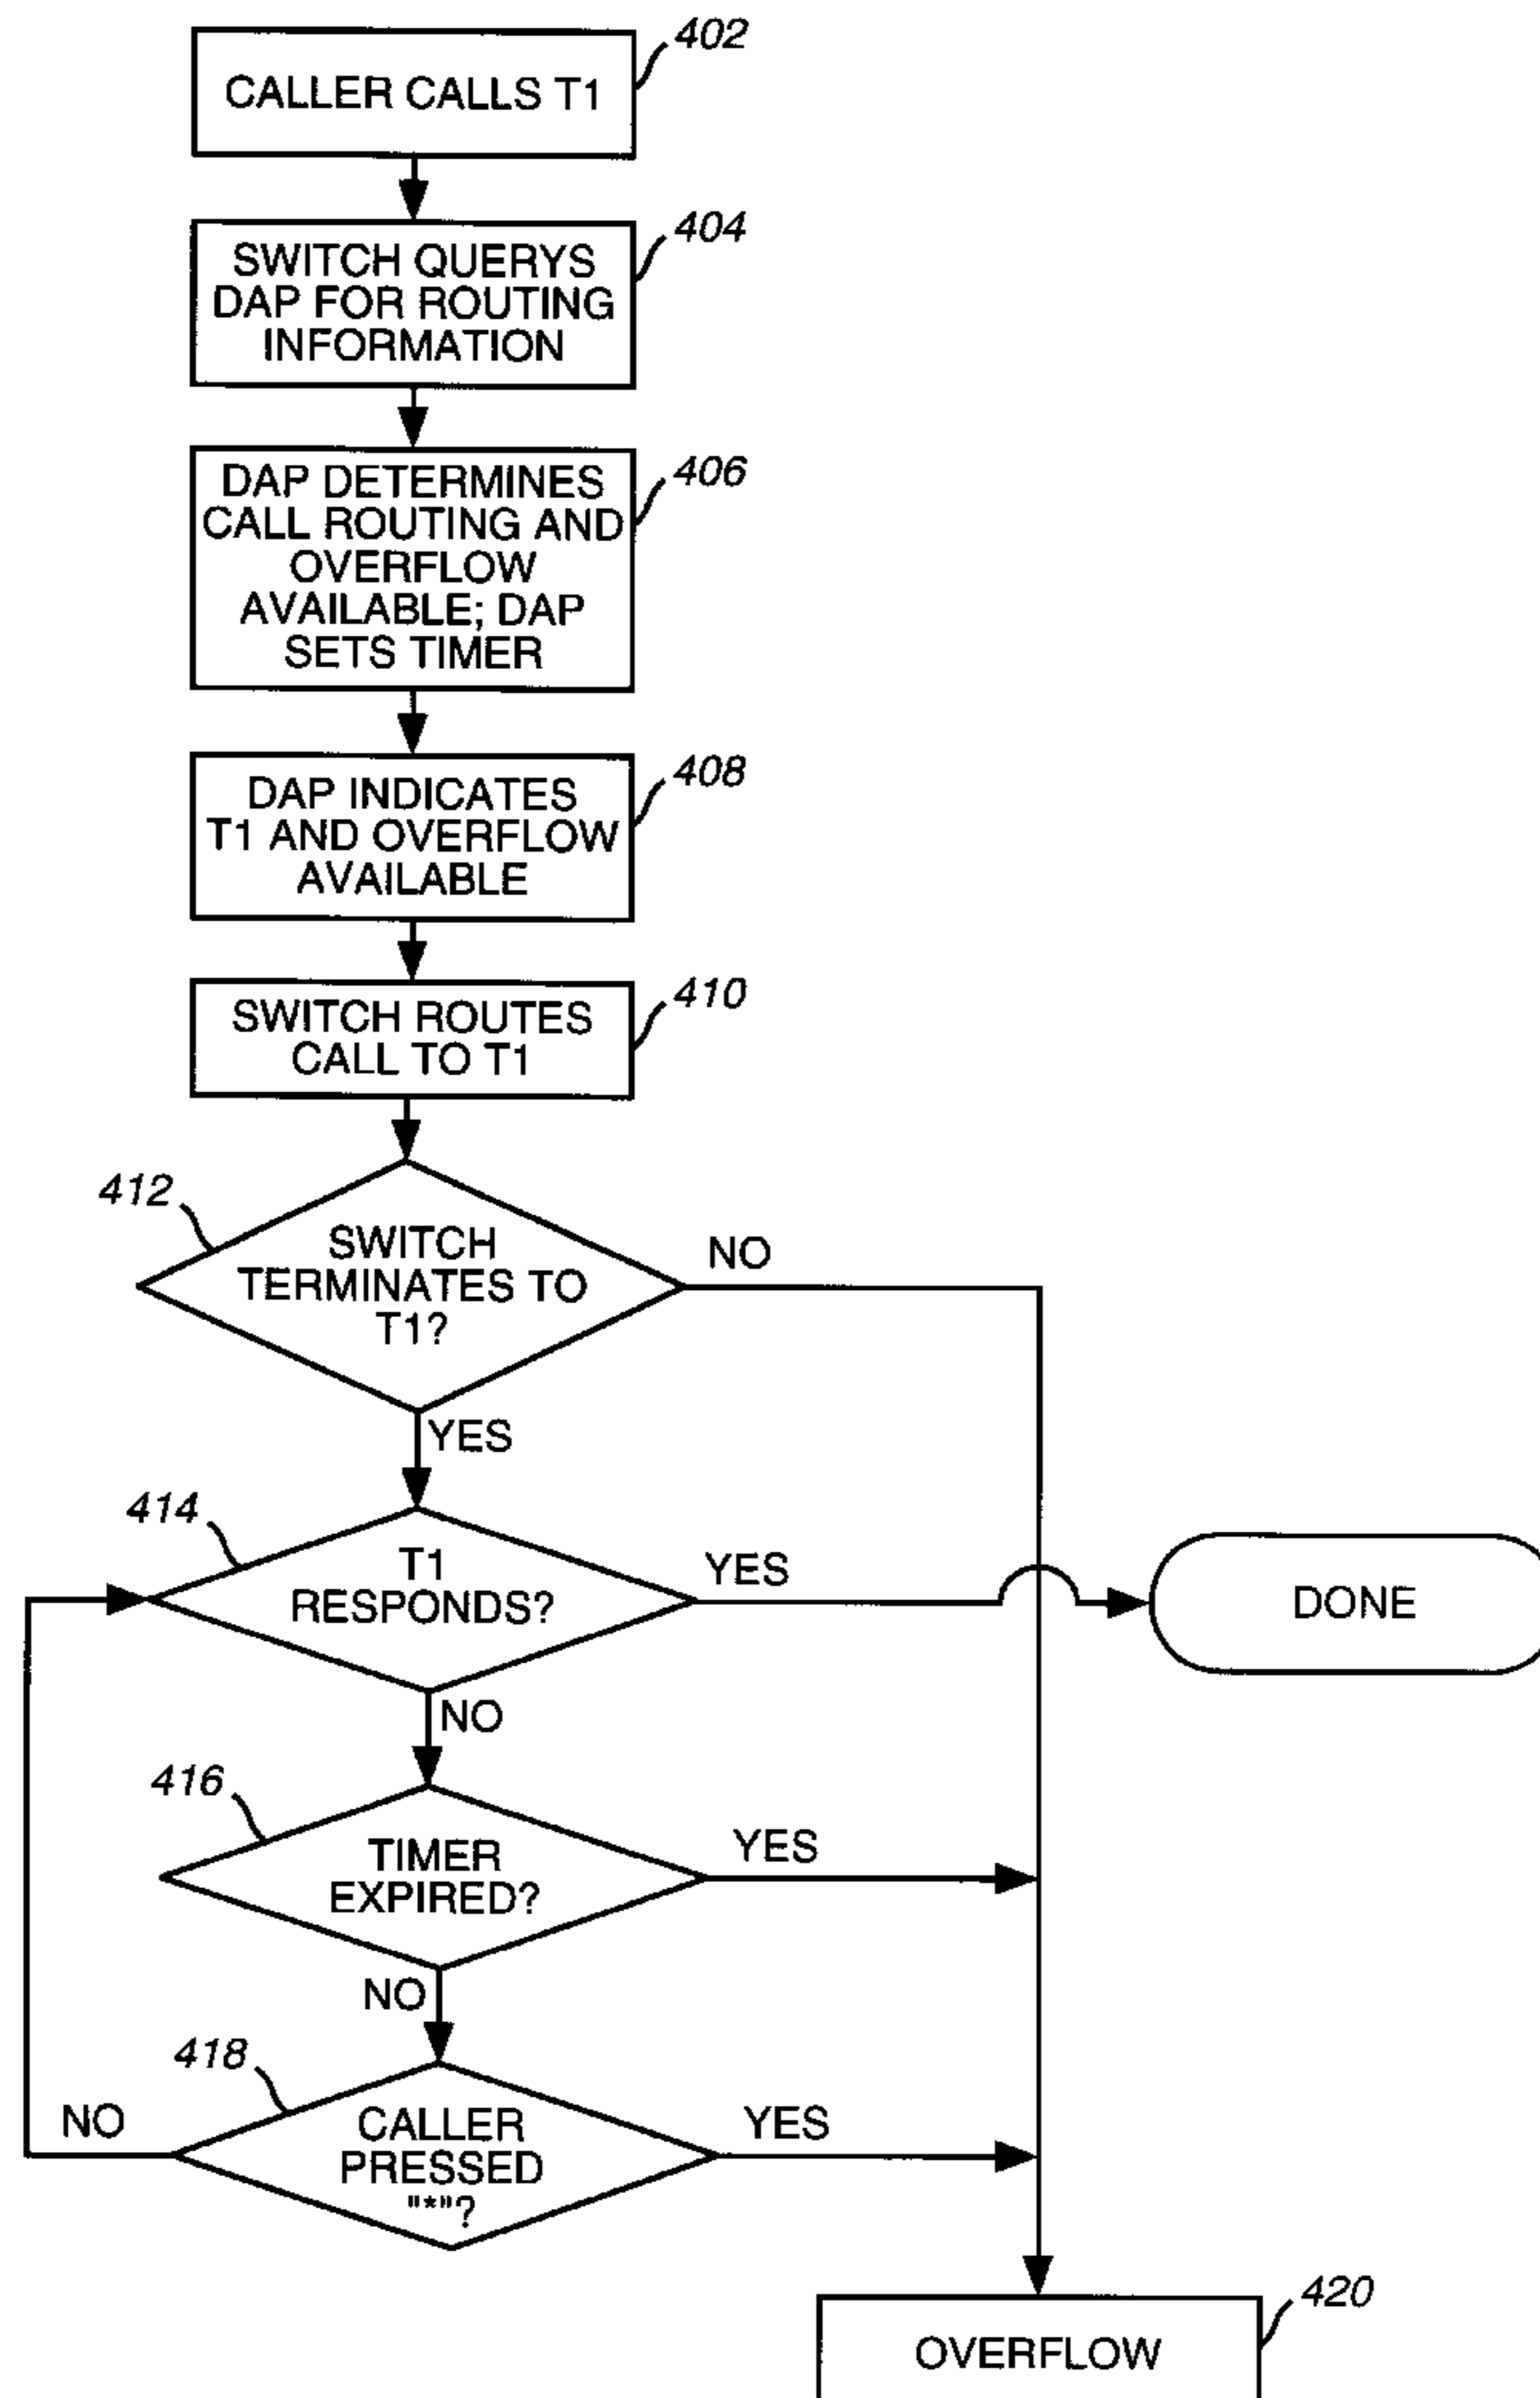 402
CALLER CALLS T1
404
SWITCH QUERYS
DAP FOR ROUTING
INFORMATION
406
DAP DETERMINES
CALL ROUTING AND
OVERFLOW
AVAILABLE; DAP
SETS TIMER
408
DAP INDICATES
T1 AND OVERFLOW
AVAILABLE
410
SWITCH ROUTES
CALL TO T1
412
SWITCH
TERMINATES TO
T1?
NO
YES
414
T1
RESPONDS?
YES
DONE
NO
416
TIMER
EXPIRED?
YES
NO
418
CALLER
PRESSED
"*"?
NO
YES
420
OVERFLOW